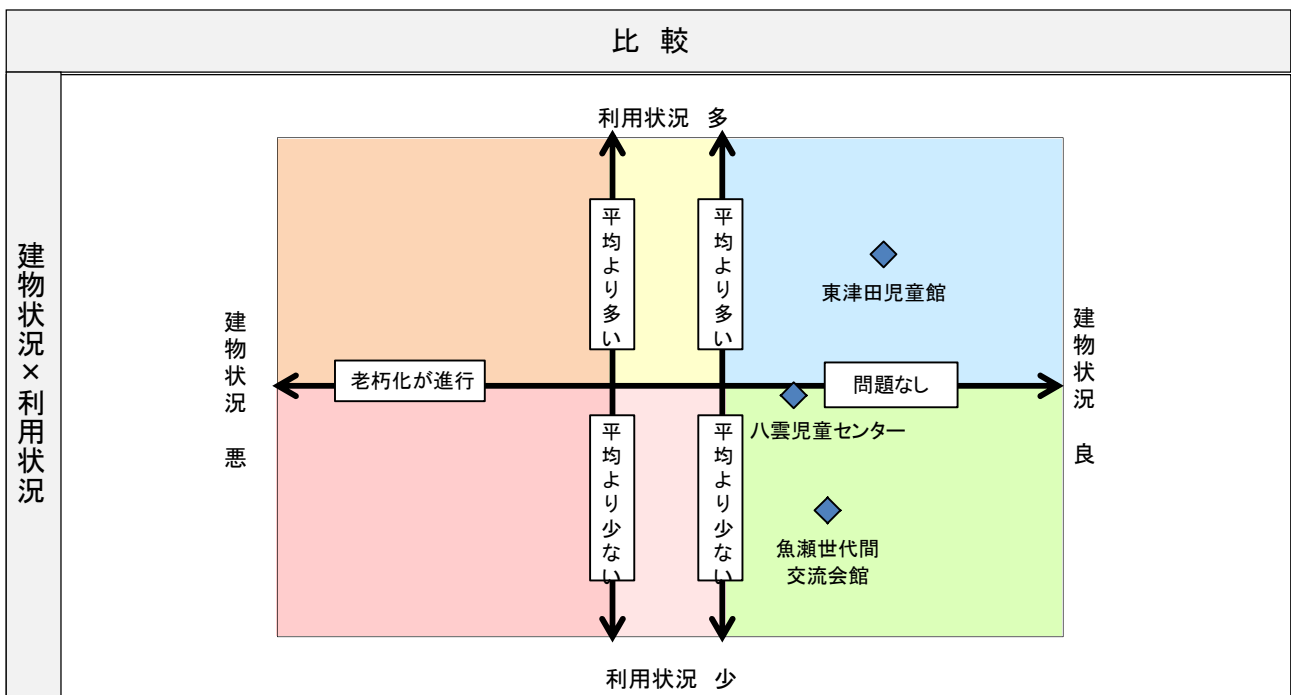 比 較
建物状況×利用状況
利用状況 多
平均より多い
平均より多い
東津田児童館
建物状況 悪
老朽化が進行
問題なし
建物状況 良
八雲児童センター
平均より少ない
平均より少ない
魚瀬世代間
交流会館
利用状況 少